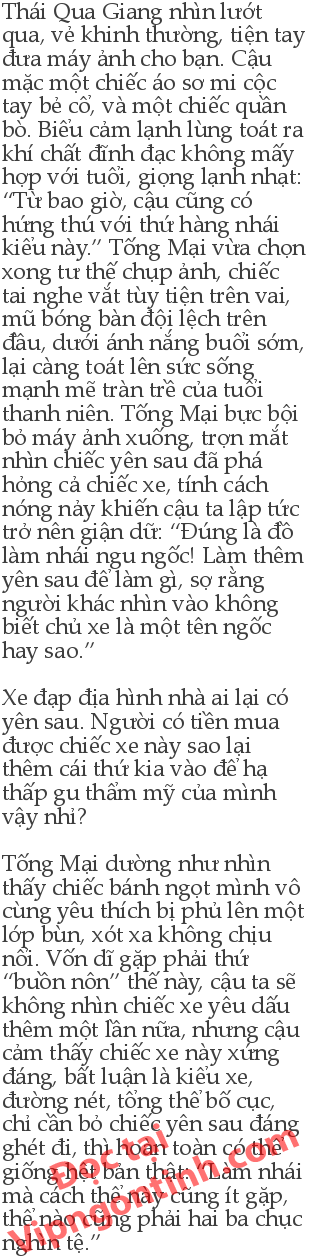 Thái Qua Giang nhìn lướt
qua, vẻ khinh thường, tiện tay
đưa máy ảnh cho bạn. Cậu
mặc một chiếc áo sơ mi cộc
tay bẻ cổ, và một chiếc quần
bò. Biểu cảm lạnh lùng toát ra
khí chất đĩnh đạc không mấy
hợp với tuổi, giọng lạnh nhạt:
“Từ bao giờ, cậu cũng có
hứng thú với thứ hàng nhái
kiểu này.” Tống Mại vừa chọn
xong tư thế chụp ảnh, chiếc
tai nghe vắt tùy tiện trên vai,
mũ bóng bàn đội lệch trên
đầu, dưới ánh nắng buổi sớm,
lại càng toát lên sức sống
mạnh mẽ tràn trề của tuổi
thanh niên. Tống Mại bực bội
bỏ máy ảnh xuống, trợn mắt
nhìn chiếc yên sau đã phá
hỏng cả chiếc xe, tính cách
nóng nảy khiến cậu ta lập tức
trở nên giận dữ: “Đúng là đồ
làm nhái ngu ngốc! Làm thêm
yên sau để làm gì, sợ rằng
người khác nhìn vào không
biết chủ xe là một tên ngốc
hay sao.”
Xe đạp địa hình nhà ai lại có
yên sau. Người có tiền mua
được chiếc xe này sao lại
thêm cái thứ kia vào để hạ
thấp gu thẩm mỹ của mình
vậy nhỉ?
Tống Mại dường như nhìn
thấy chiếc bánh ngọt mình vô
cùng yêu thích bị phủ lên một
lớp bùn, xót xa không chịu
nổi. Vốn dĩ gặp phải thứ
“buồn nôn” thế này, cậu ta sẽ
không nhìn chiếc xe yêu dấu
thêm một lần nữa, nhưng cậu
cảm thấy chiếc xe này xứng
đáng, bất luận là kiểu xe,
đường nét, tổng thể bố cục,
chỉ cần bỏ chiếc yên sau đáng
ghét đi, thì hoàn toàn có thể
giống hệt bản thật. “Làm nhái
mà cách thể này cũng ít gặp,
thể nào cũng phải hai ba chục
nghìn tệ.”
Đọc tại
Vipngontinh.com